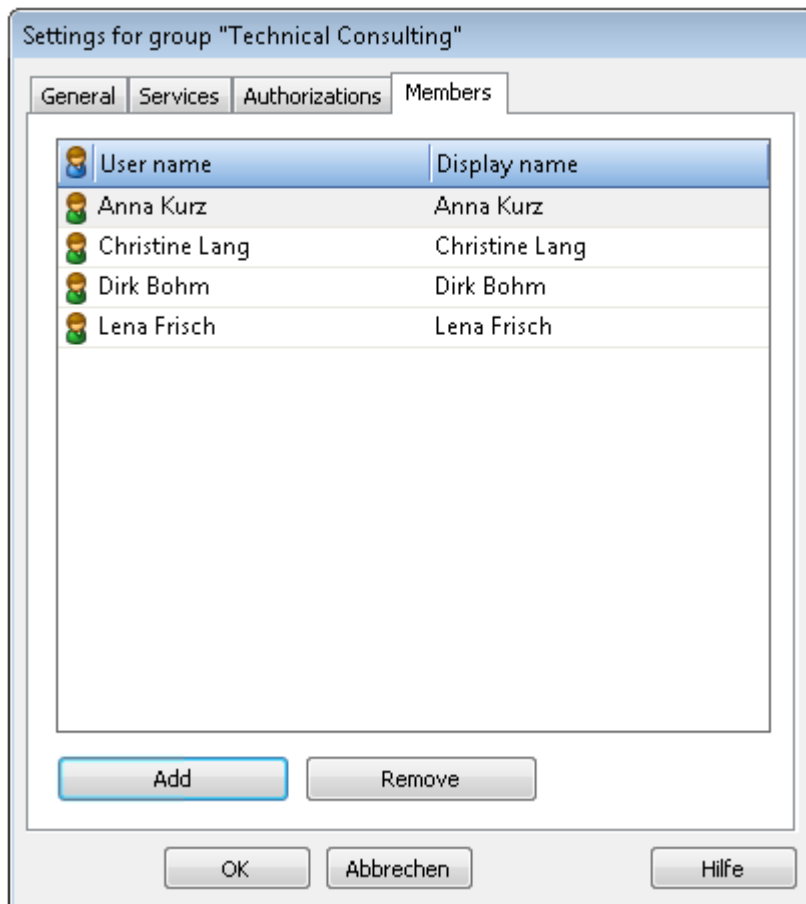 Settings for group "Technical Consulting"
General Services Authorizations Members
User name Display name
Anna Kurz Anna Kurz
Christine Lang Christine Lang
Dirk Bohm Dirk Bohm
Lena Frisch Lena Frisch
Add Remove
OK Abbrechen Hilfe